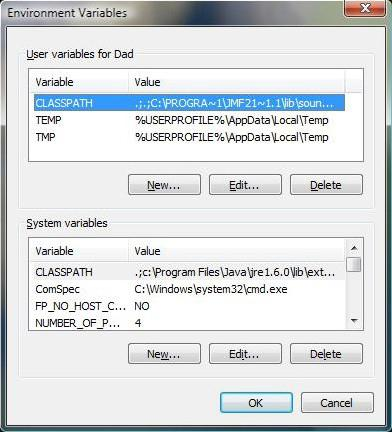 Environment Variables
User variables for Dad
Variable Value
CLASSPATH .;.;C:\PROGRA~1\JMF21~1.1\lib\soun...
TEMP %USERPROFILE%\AppData\Local\Temp
TMP %USERPROFILE%\AppData\Local\Temp
New... Edit... Delete
System variables
Variable Value
CLASSPATH .;c:\Program Files\Java\jre1.6.0\lib\ext...
ComSpec C:\Windows\system32\cmd.exe
FP_NO_HOST_C... NO
NUMBER_OF_P... 4
New... Edit... Delete
OK Cancel